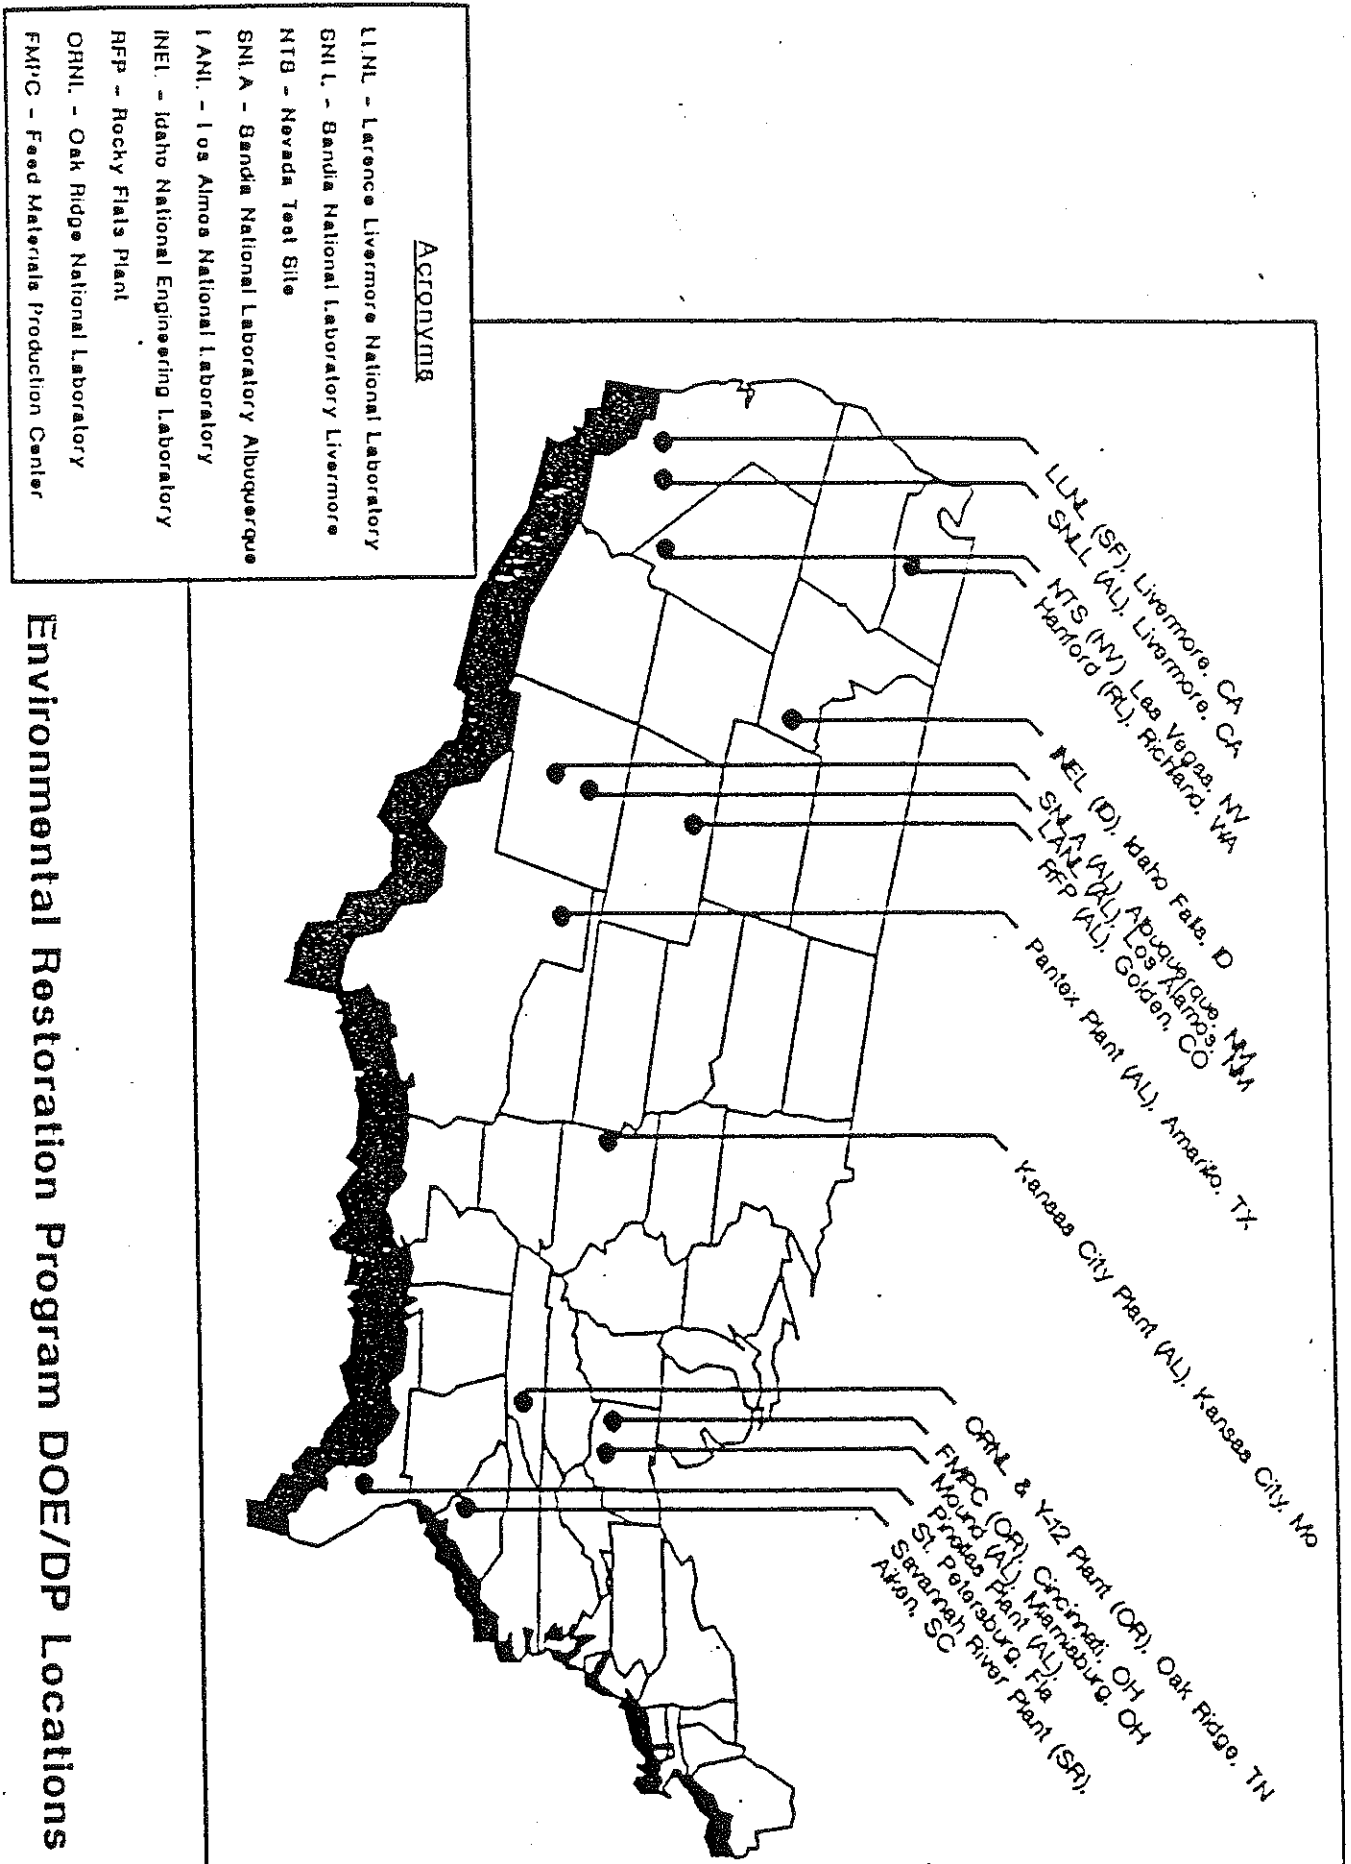 LLNL (SF), Livermore, CA
SNLL (AL), Livermore, CA
NTS (NV) Las Vegas, NV
Hanford (RL), Richland, WA
INEL (ID), Idaho Falls, ID
SNLA (AL), Albuquerque, NM
LANL (AL), Los Alamos, NM
RFP (AL), Golden, CO
Pantex Plant (AL), Amarillo, TX
Kansas City Plant (AL), Kansas City, MO
ORNL & Y-12 Plant (OR), Oak Ridge, TN
FMPC (OR), Cincinnati, OH
Mound (AL), Miamisburg, OH
Pinellas Plant (AL),
St. Petersburg, Fla
Savannah River Plant (SR),
Aiken, SC
Acronyms
LLNL - Larence Livermore National Laboratory
SNLL - Sandia National Laboratory Livermore
NTS - Nevada Test Site
SNLA - Sandia National Laboratory Albuquerque
LANL - Los Almos National Laboratory
INEL - Idaho National Engineering Laboratory
RFP - Rocky Flats Plant
ORNL - Oak Ridge National Laboratory
FMPC - Feed Materials Production Center
Environmental Restoration Program DOE/DP Locations